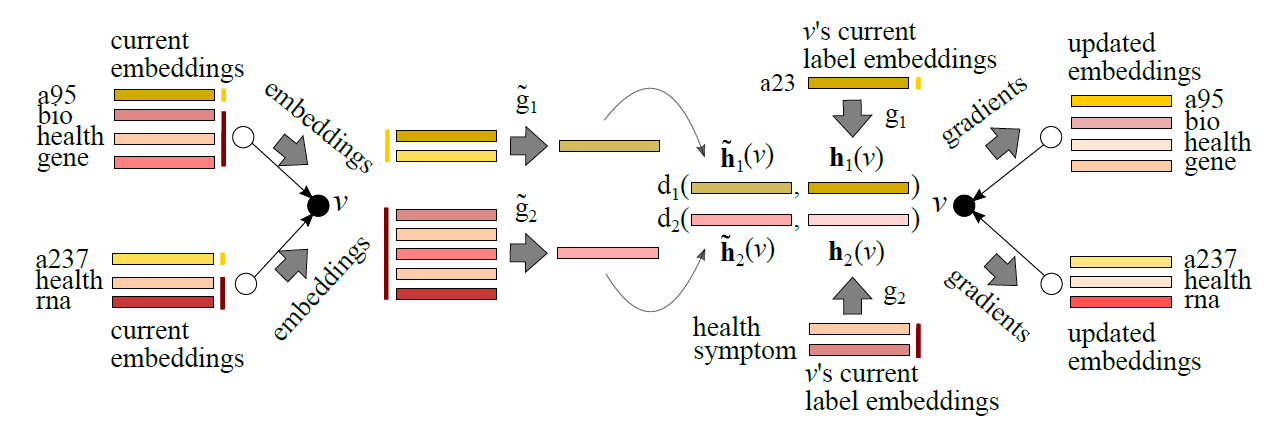 current
embeddings
a95
bio
health
gene
a237
health
rna
current
embeddings
embeddings
v
embeddings
g̃₁
g̃₂
v's current
label embeddings
a23
g₁
h̃₁(v) h₁(v)
d₁( , )
d₂( , )
h̃₂(v) h₂(v)
g₂
health
symptom
v's current
label embeddings
gradients
v
gradients
updated
embeddings
a95
bio
health
gene
a237
health
rna
updated
embeddings